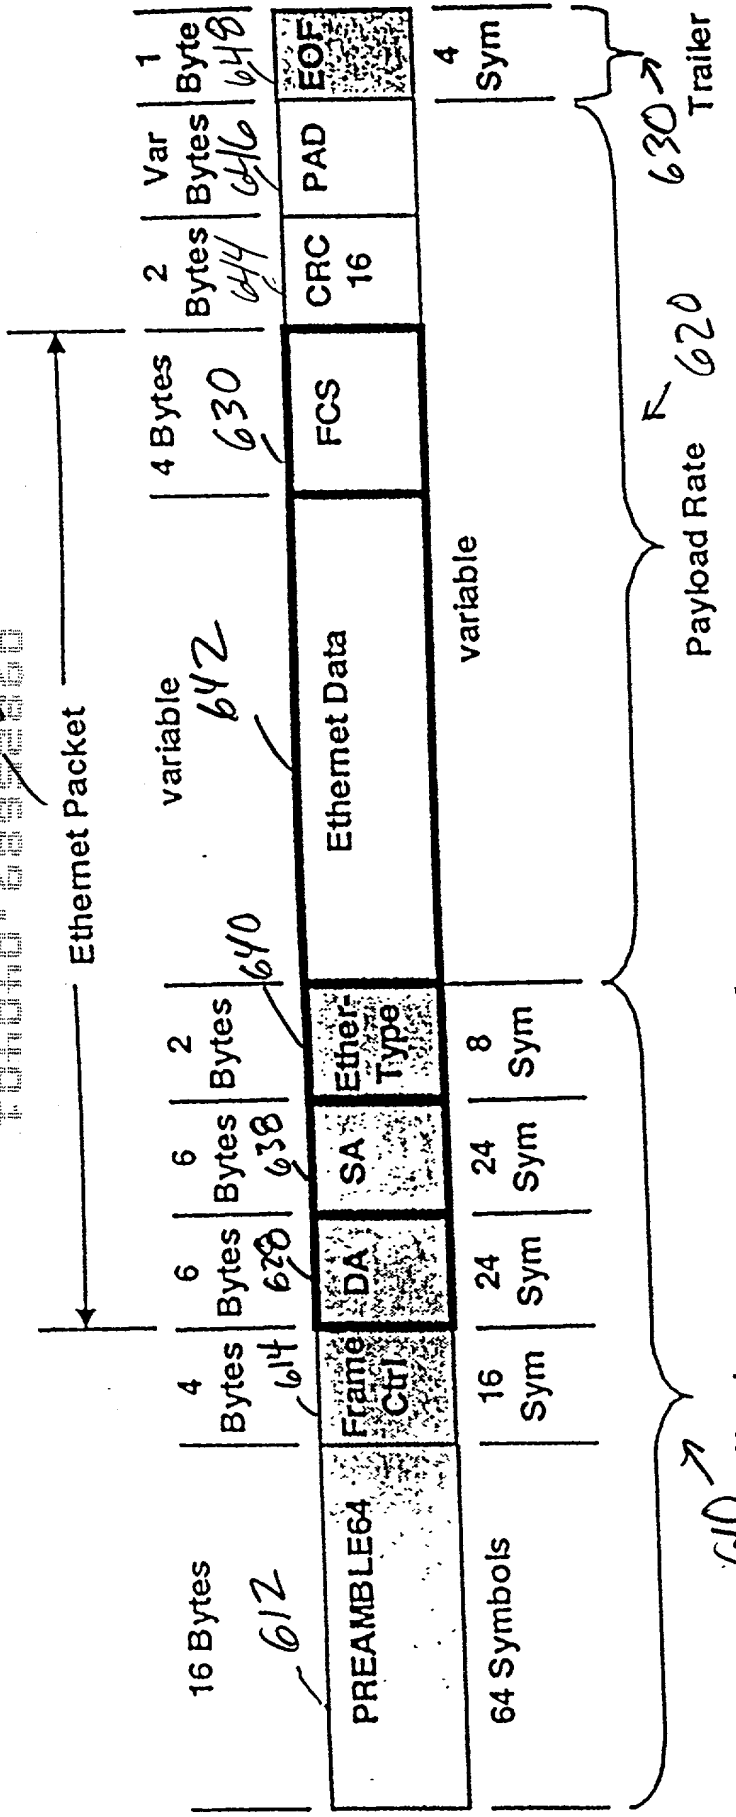 Ethernet Packet
16 Bytes
4
Bytes
6
Bytes
6
Bytes
2
Bytes
variable
4 Bytes
2
Bytes
Var
Bytes
1
Byte
612
614
628
638
640
642
630
644
646
648
PREAMBLE64
Frame
Ctrl
DA
SA
Ether-
Type
Ethernet Data
FCS
CRC
16
PAD
EOF
64 Symbols
16
Sym
24
Sym
24
Sym
8
Sym
variable
4
Sym
610
Payload Rate
620
630
Trailer